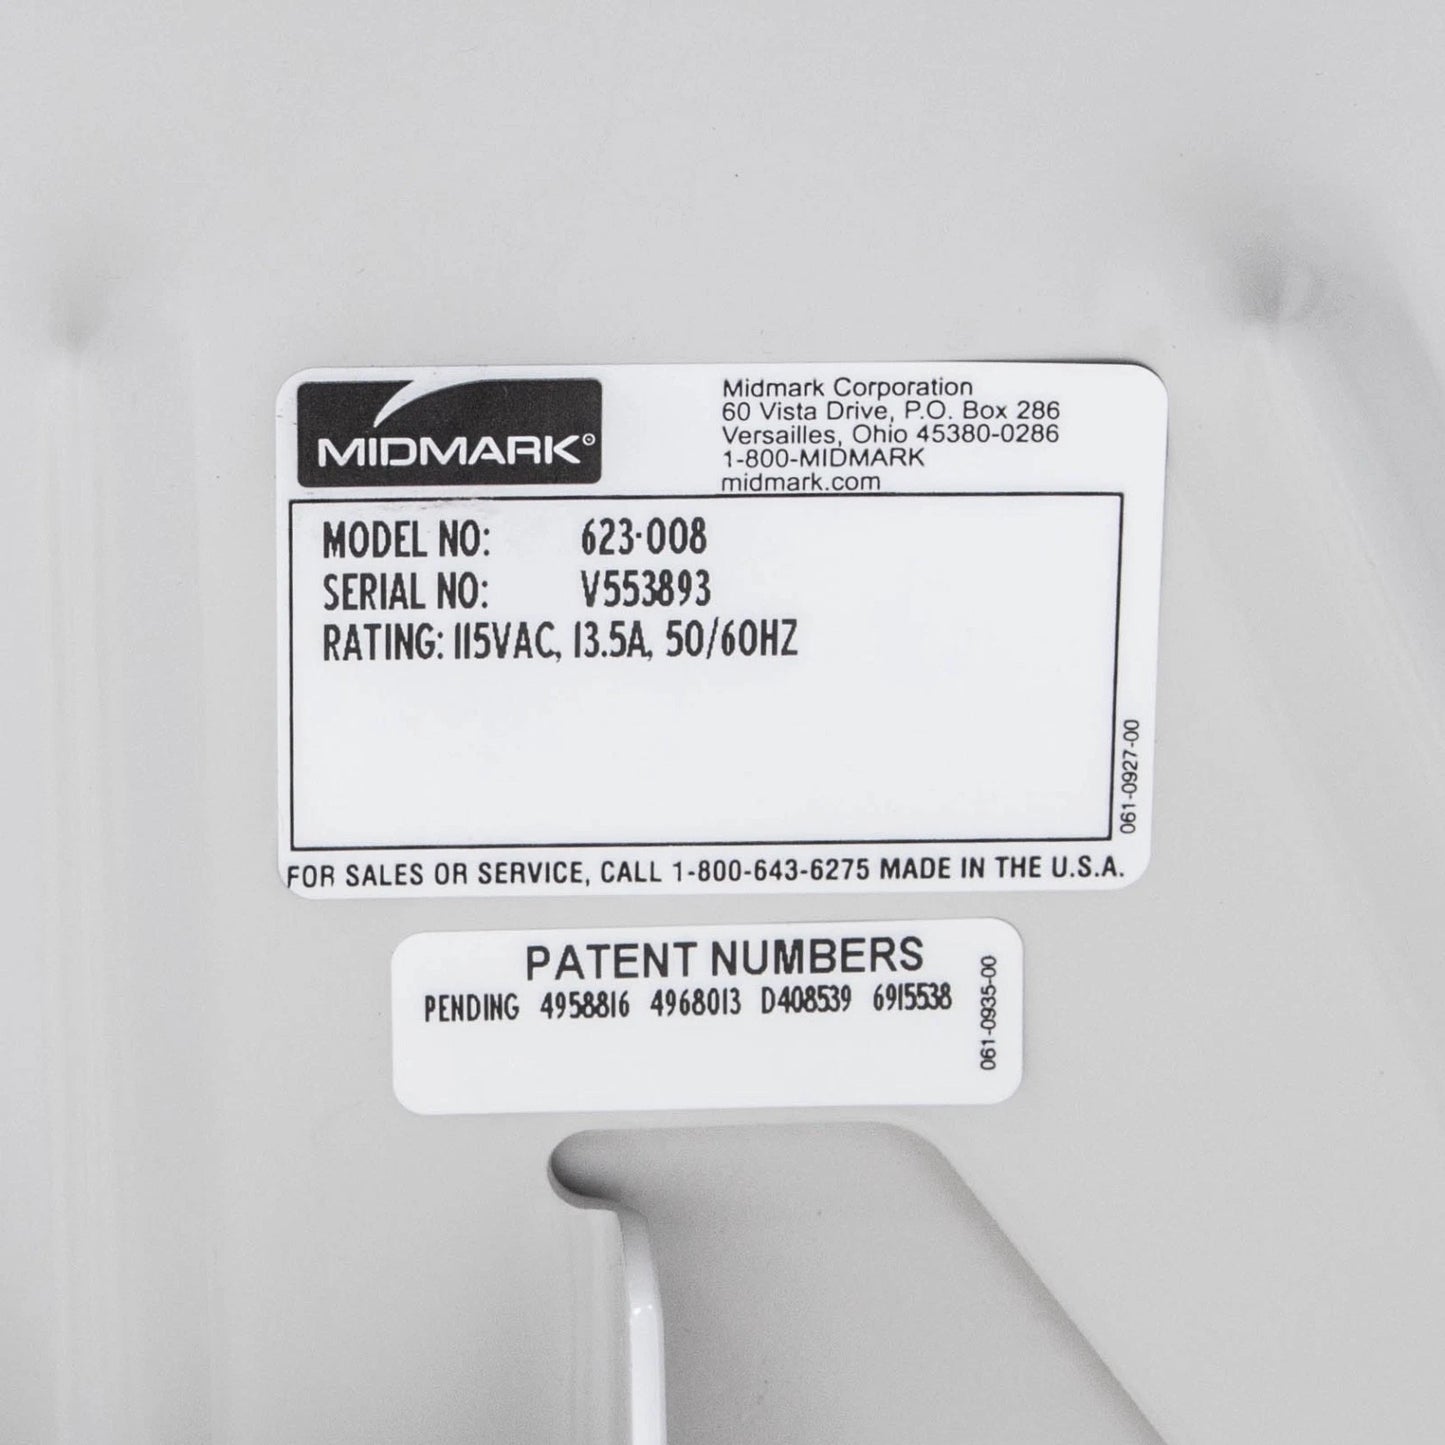 MIDMARK®
Midmark Corporation
60 Vista Drive, P.O. Box 286
Versailles, Ohio 45380-0286
1-800-MIDMARK
midmark.com
MODEL NO: 623-008
SERIAL NO: V553893
RATING: 115VAC, 13.5A, 50/60HZ
061-0927-00
FOR SALES OR SERVICE, CALL 1-800-643-6275 MADE IN THE U.S.A.
PATENT NUMBERS
PENDING 4958816 4968013 D408539 6915538
061-0935-00